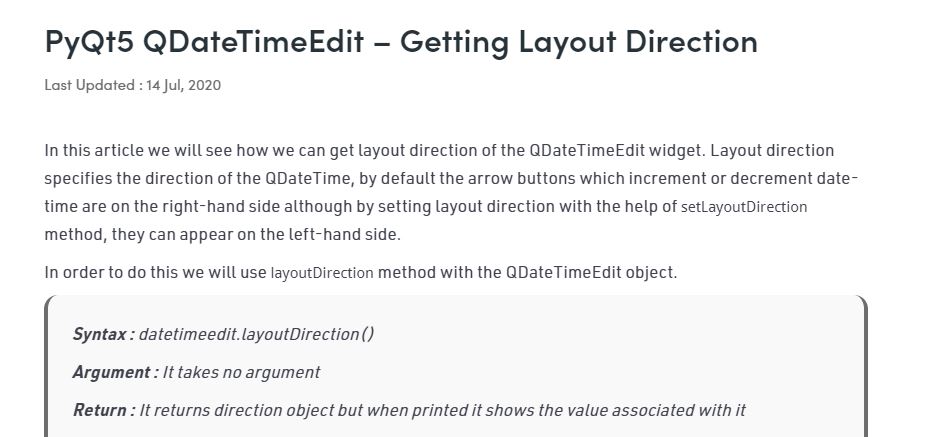 PyQt5 QDateTimeEdit – Getting Layout Direction
Last Updated : 14 Jul, 2020
In this article we will see how we can get layout direction of the QDateTimeEdit widget. Layout direction
specifies the direction of the QDateTime, by default the arrow buttons which increment or decrement date-
time are on the right-hand side although by setting layout direction with the help of setLayoutDirection
method, they can appear on the left-hand side.
In order to do this we will use layoutDirection method with the QDateTimeEdit object.
Syntax : datetimeedit.layoutDirection()
Argument : It takes no argument
Return : It returns direction object but when printed it shows the value associated with it